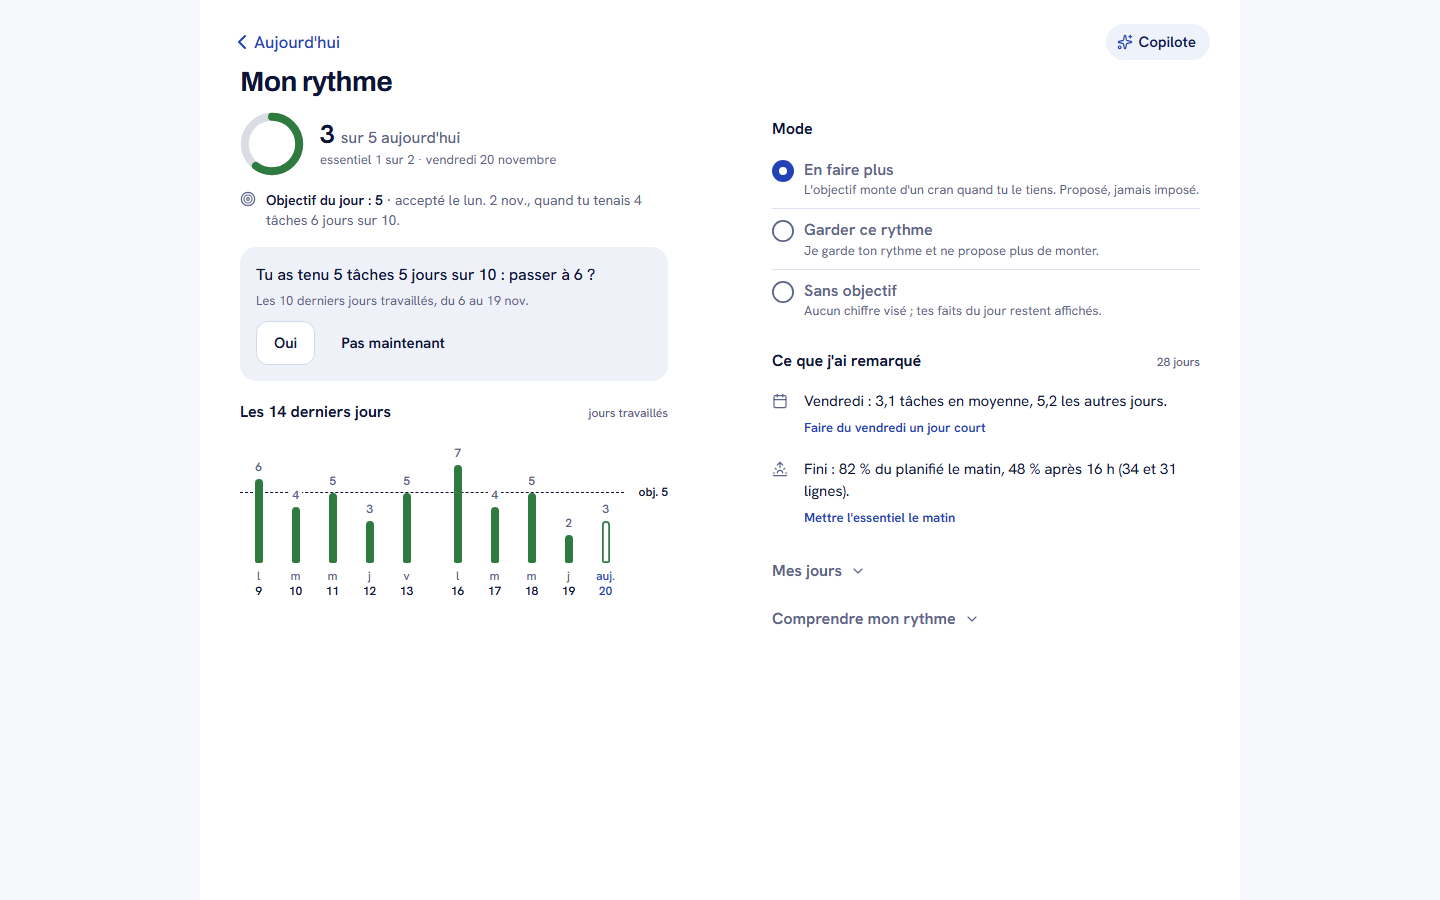 Aujourd'hui
Copilote
Mon rythme
3 sur 5 aujourd'hui
essentiel 1 sur 2 · vendredi 20 novembre
Objectif du jour : 5 · accepté le lun. 2 nov., quand tu tenais 4
tâches 6 jours sur 10.
Tu as tenu 5 tâches 5 jours sur 10 : passer à 6 ?
Les 10 derniers jours travaillés, du 6 au 19 nov.
Oui
Pas maintenant
Les 14 derniers jours
jours travaillés
6 4 5 3 5 7 4 5 2 3
obj. 5
l m m j v l m m j auj.
9 10 11 12 13 16 17 18 19 20
Mode
En faire plus
L'objectif monte d'un cran quand tu le tiens. Proposé, jamais imposé.
Garder ce rythme
Je garde ton rythme et ne propose plus de monter.
Sans objectif
Aucun chiffre visé ; tes faits du jour restent affichés.
Ce que j'ai remarqué
28 jours
Vendredi : 3,1 tâches en moyenne, 5,2 les autres jours.
Faire du vendredi un jour court
Fini : 82 % du planifié le matin, 48 % après 16 h (34 et 31
lignes).
Mettre l'essentiel le matin
Mes jours
Comprendre mon rythme